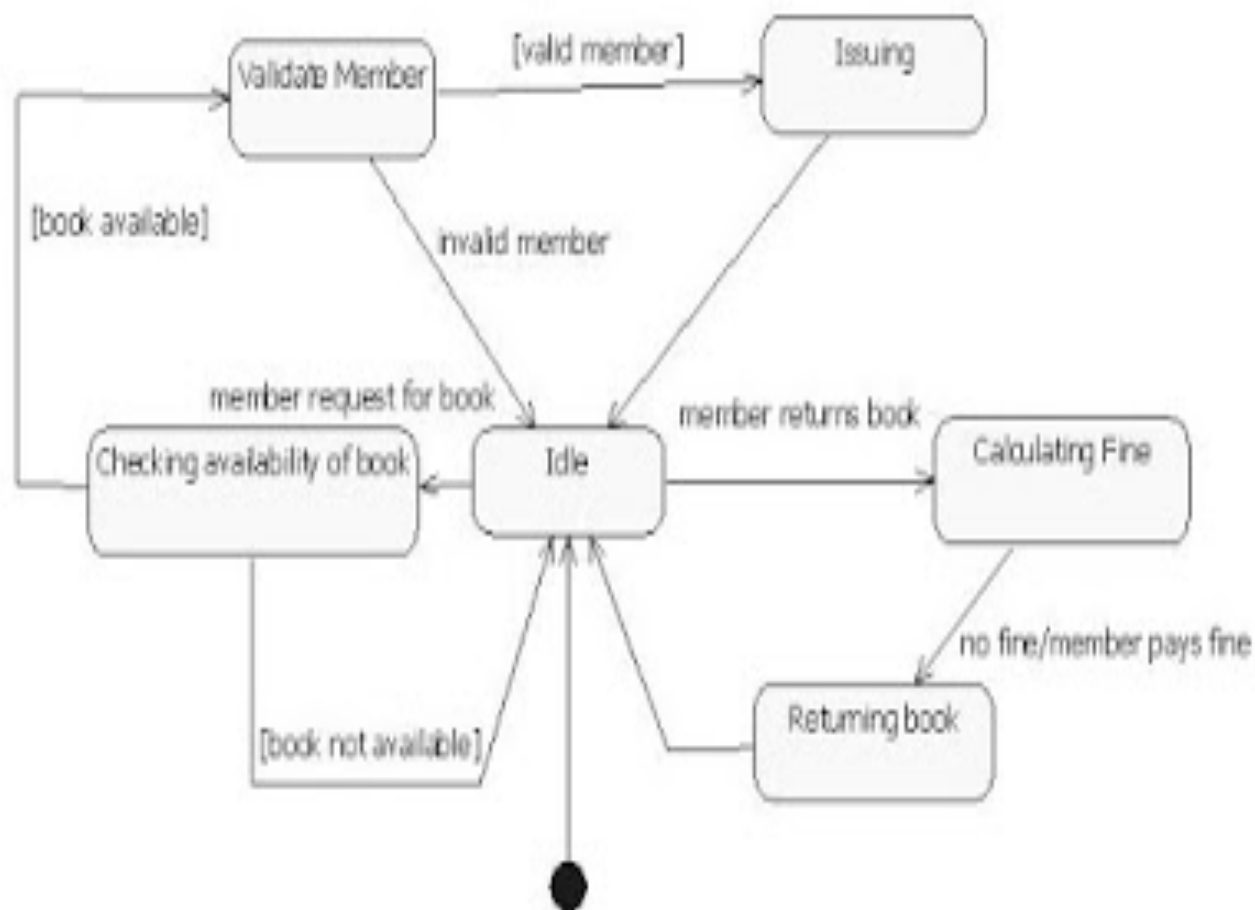 [valid member]
Issuing
Validate Member
[book available]
invalid member
member request for book
member returns book
Checking availability of book
Idle
Calculating Fine
no fine/member pays fine
Returning book
[book not available]